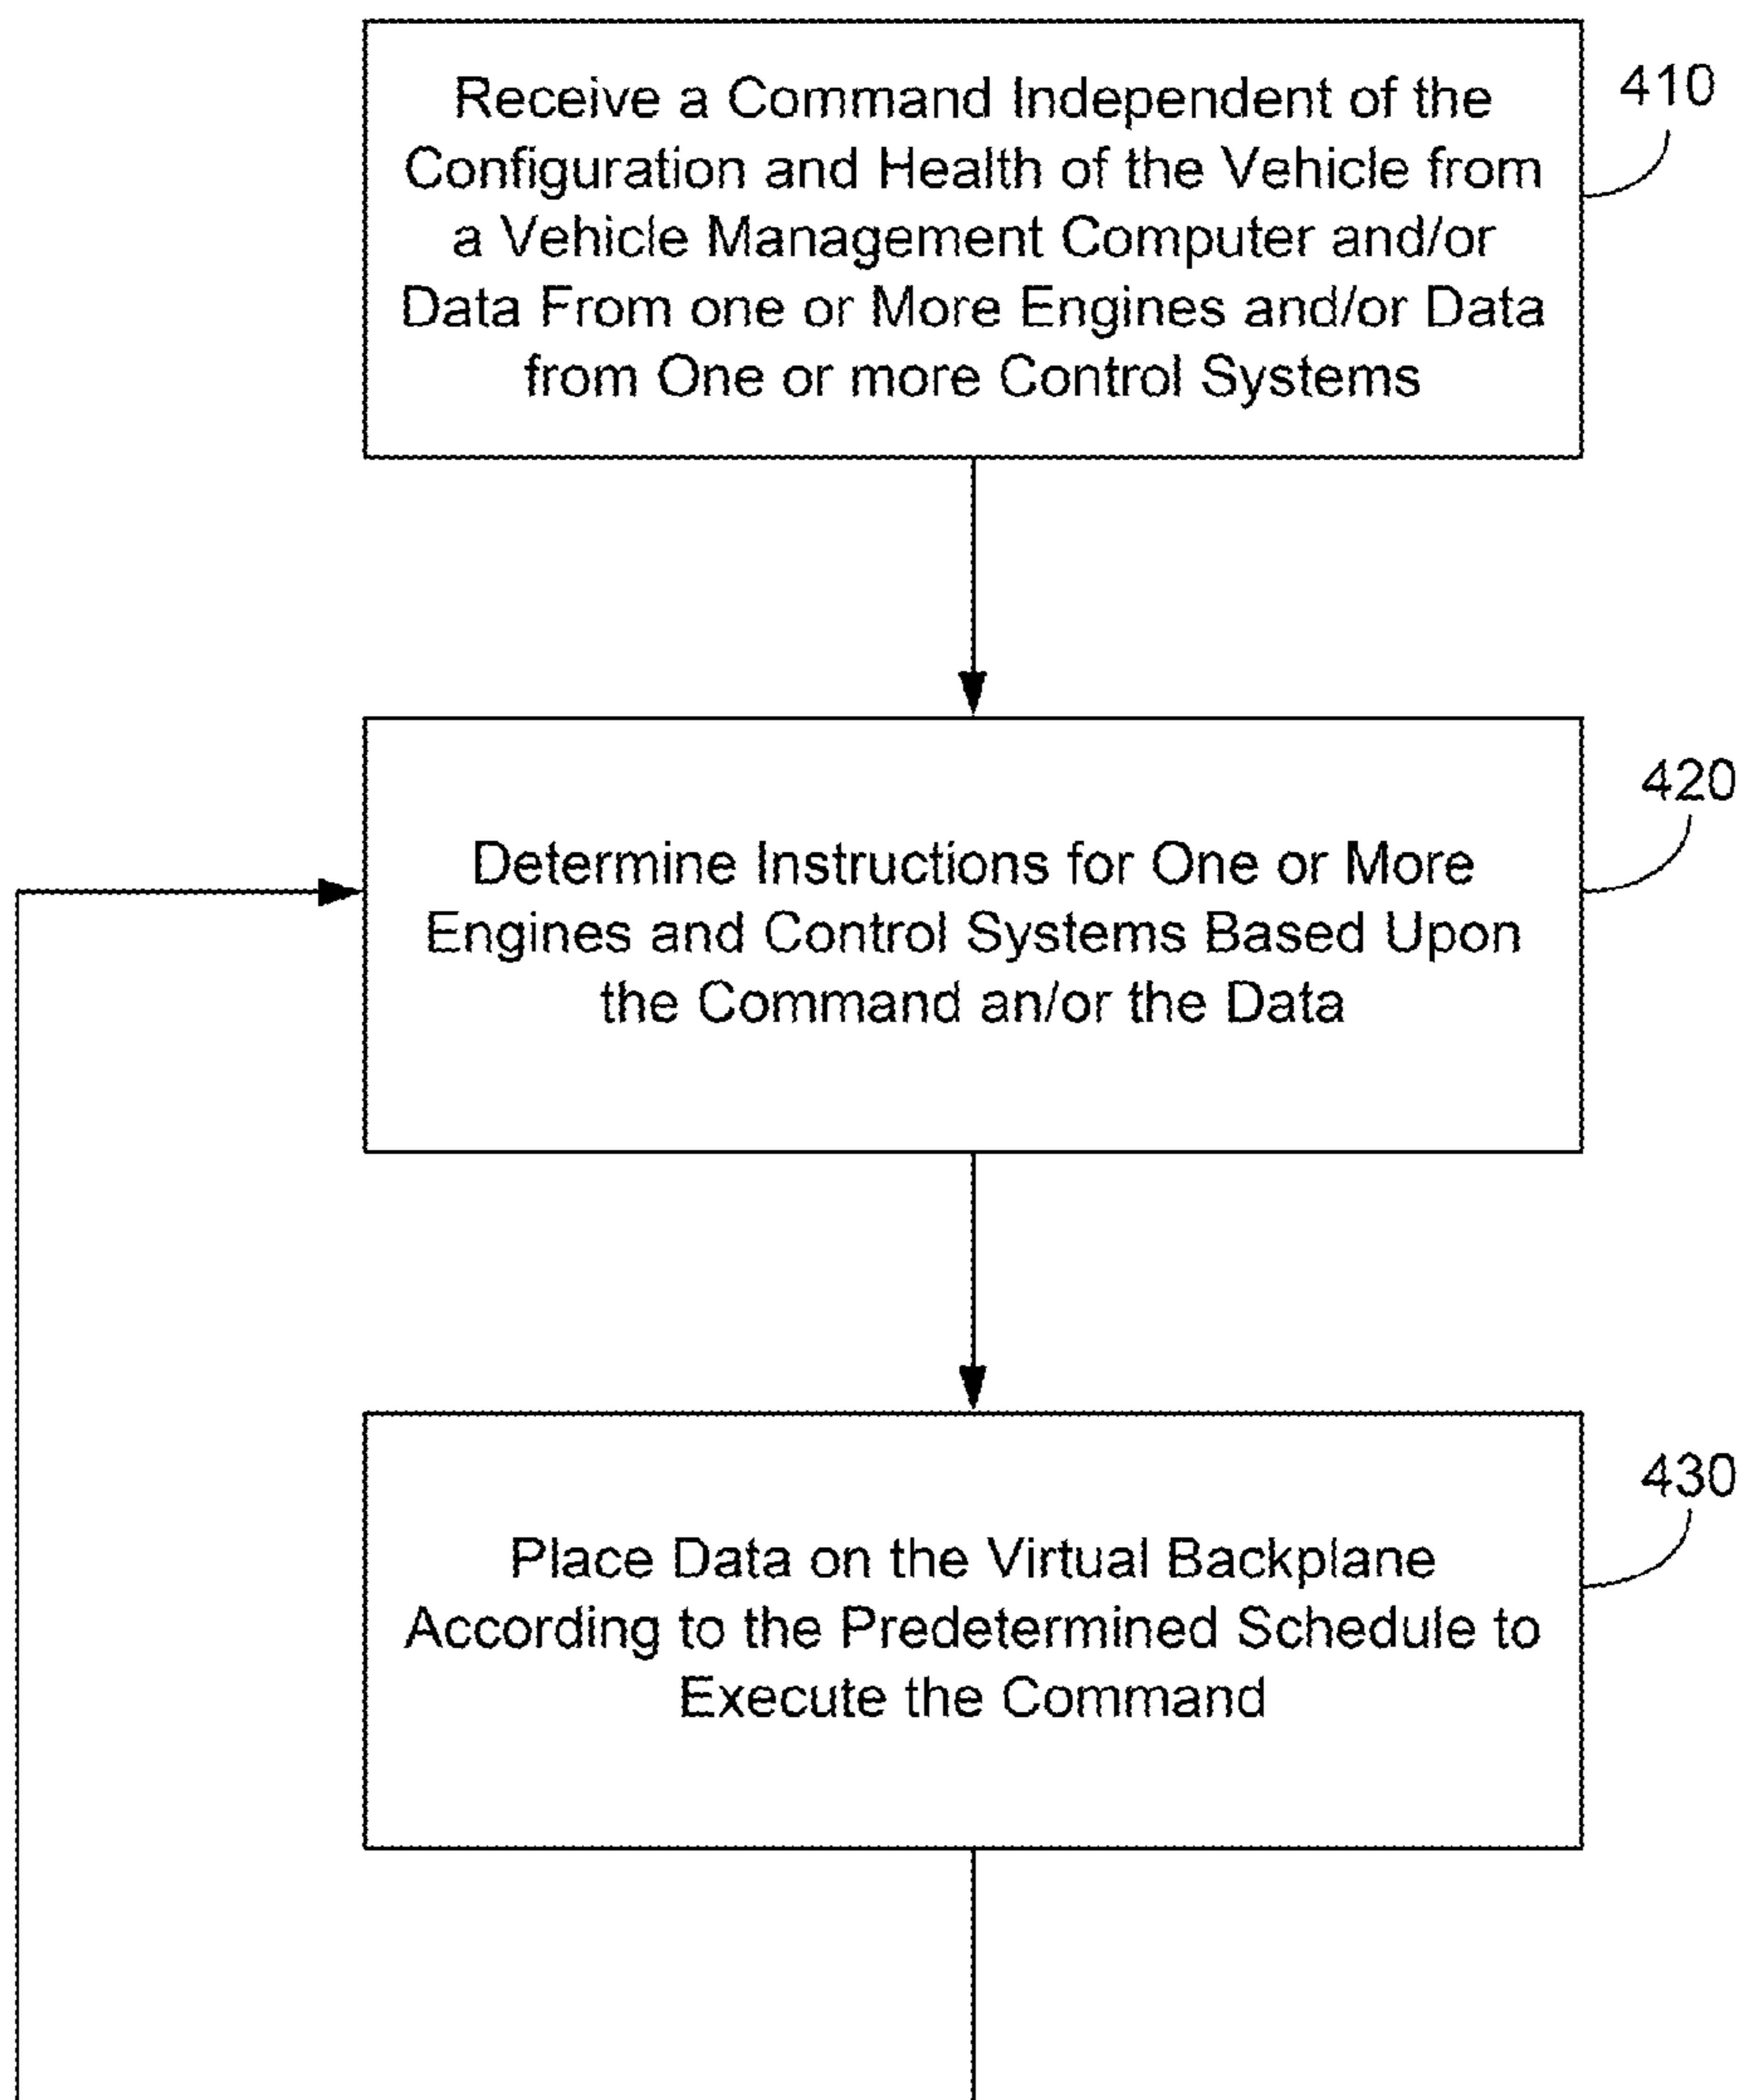 Receive a Command Independent of the
Configuration and Health of the Vehicle from
a Vehicle Management Computer and/or
Data From one or More Engines and/or Data
from One or more Control Systems
410
Determine Instructions for One or More
Engines and Control Systems Based Upon
the Command an/or the Data
420
Place Data on the Virtual Backplane
According to the Predetermined Schedule to
Execute the Command
430